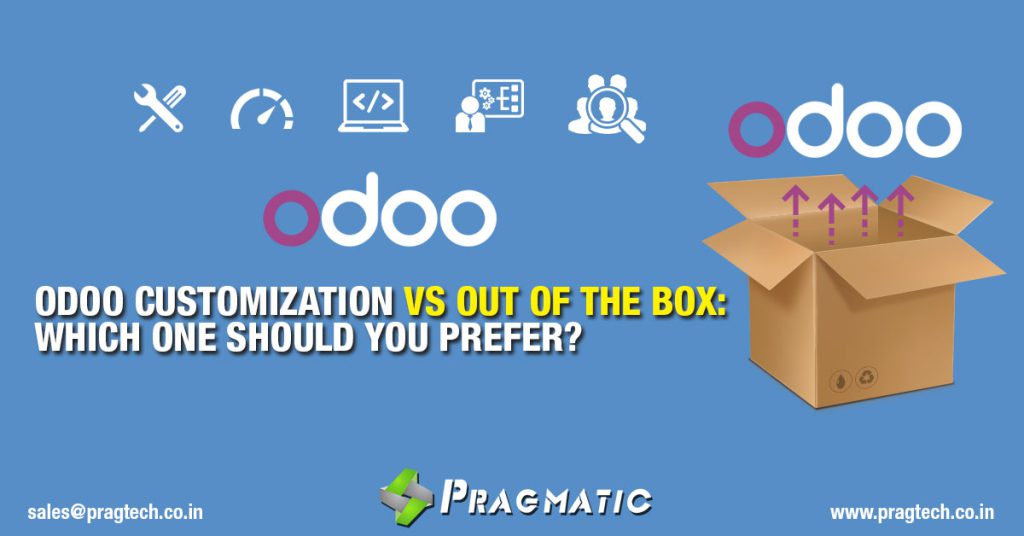 odoo
odoo
ODOO CUSTOMIZATION VS OUT OF THE BOX:
WHICH ONE SHOULD YOU PREFER?
PRAGMATIC
sales@pragtech.co.in
www.pragtech.co.in